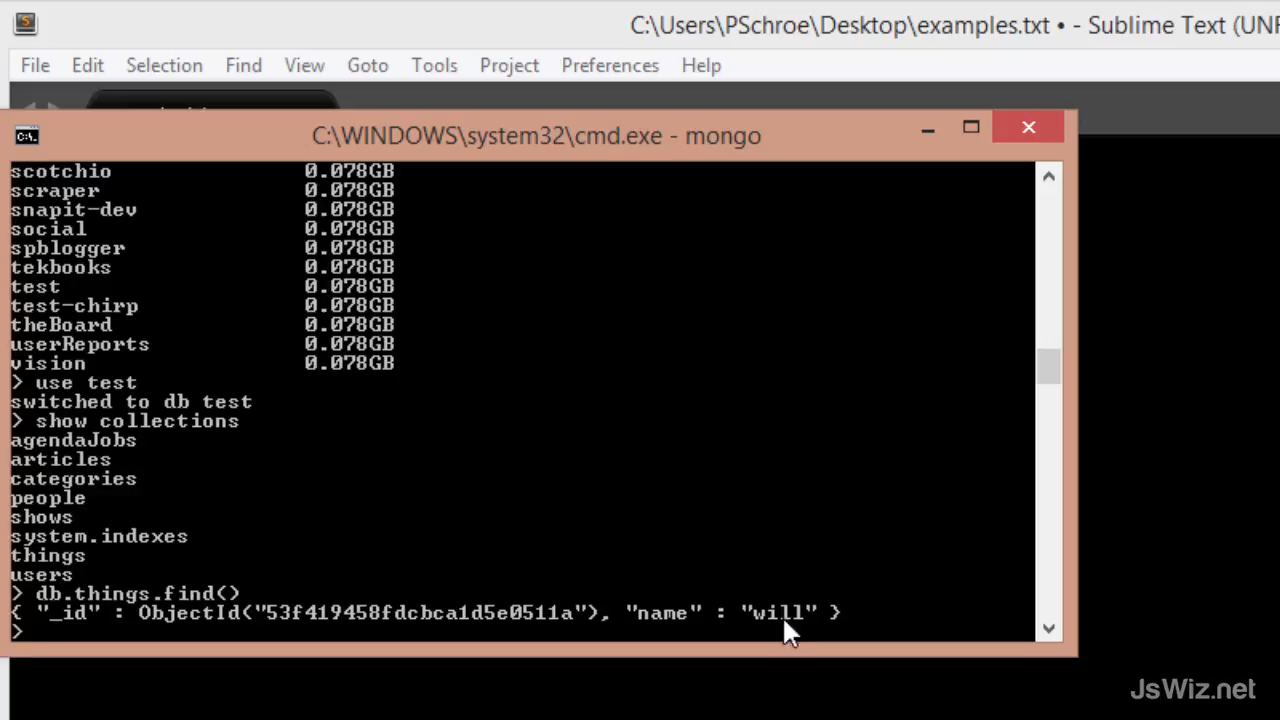 C:\Users\PSchroe\Desktop\examples.txt • - Sublime Text (UNR
File Edit Selection Find View Goto Tools Project Preferences Help
C:\WINDOWS\system32\cmd.exe - mongo
scotchio 0.078GB
scraper 0.078GB
snapit-dev 0.078GB
social 0.078GB
spblogger 0.078GB
tekbooks 0.078GB
test 0.078GB
test-chirp 0.078GB
theBoard 0.078GB
userReports 0.078GB
vision 0.078GB
> use test
switched to db test
> show collections
agendaJobs
articles
categories
people
shows
system.indexes
things
users
> db.things.find()
{ "_id" : ObjectId("53f419458fdcbca1d5e0511a"), "name" : "will" }
>
JsWiz.net